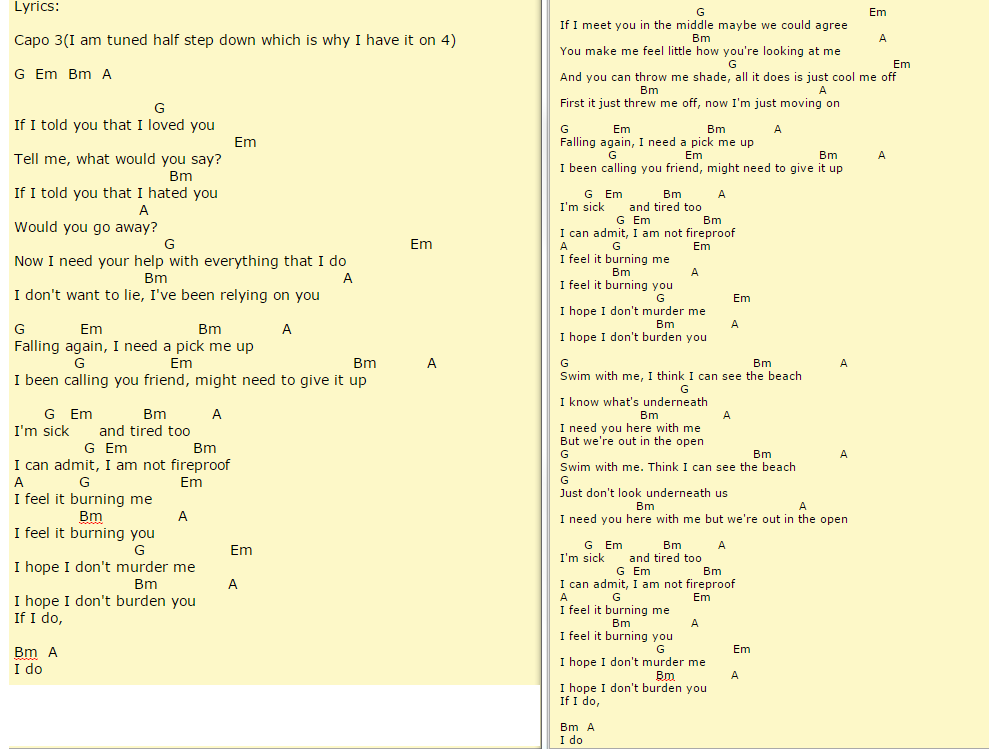 Lyrics:
Capo 3(I am tuned half step down which is why I have it on 4)
G Em Bm A
G
If I told you that I loved you
Em
Tell me, what would you say?
Bm
If I told you that I hated you
A
Would you go away?
G Em
Now I need your help with everything that I do
Bm A
I don't want to lie, I've been relying on you
G Em Bm A
Falling again, I need a pick me up
G Em Bm A
I been calling you friend, might need to give it up
G Em Bm A
I'm sick and tired too
G Em Bm
I can admit, I am not fireproof
A G Em
I feel it burning me
Bm A
I feel it burning you
G Em
I hope I don't murder me
Bm A
I hope I don't burden you
If I do,
Bm A
I do
G Em
If I meet you in the middle maybe we could agree
Bm A
You make me feel little how you're looking at me
G Em
And you can throw me shade, all it does is just cool me off
Bm A
First it just threw me off, now I'm just moving on
G Em Bm A
Falling again, I need a pick me up
G Em Bm A
I been calling you friend, might need to give it up
G Em Bm A
I'm sick and tired too
G Em Bm
I can admit, I am not fireproof
A G Em
I feel it burning me
Bm A
I feel it burning you
G Em
I hope I don't murder me
Bm A
I hope I don't burden you
G Bm A
Swim with me, I think I can see the beach
G
I know what's underneath
Bm A
I need you here with me
But we're out in the open
G Bm A
Swim with me. Think I can see the beach
G
Just don't look underneath us
Bm A
I need you here with me but we're out in the open
G Em Bm A
I'm sick and tired too
G Em Bm
I can admit, I am not fireproof
A G Em
I feel it burning me
Bm A
I feel it burning you
G Em
I hope I don't murder me
Bm A
I hope I don't burden you
If I do,
Bm A
I do